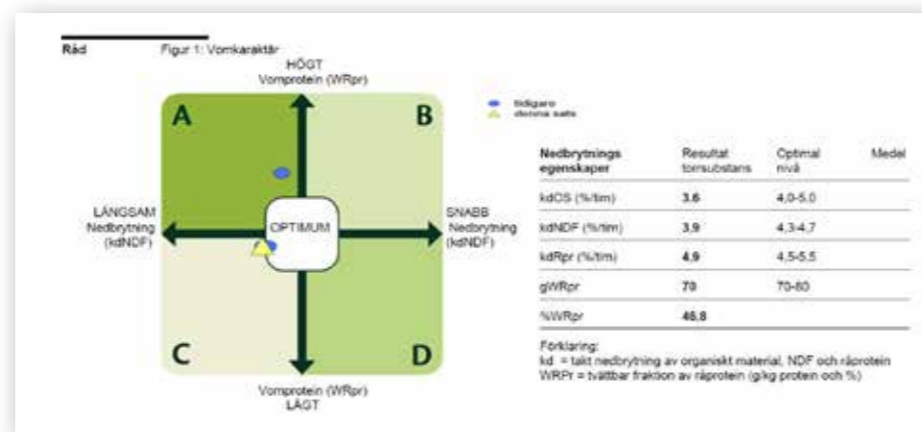 Råd Figur 1: Vomkaraktär
HÖGT
Vomprotein (WRpr)
A
B
LÅNGSAM
Nedbrytning
(kdNDF)
OPTIMUM
SNABB
Nedbrytning
(kdNDF)
C
D
Vomprotein (WRpr)
LÅGT
tidigare
denna sats
Nedbrytnings egenskaper Resultat torrsubstans Optimal nivå Medel
kdOS (%/tim) 3.6 4,0-5.0
kdNDF (%/tim) 3.9 4,3-4,7
kdRpr (%/tim) 4.9 4,5-5,5
gWRpr 70 70-80
%WRpr 46.8
Förklaring:
kd = takt nedbrytning av organiskt material, NDF och råprotein
WRPr = tvättbar fraktion av råprotein (g/kg protein och %)